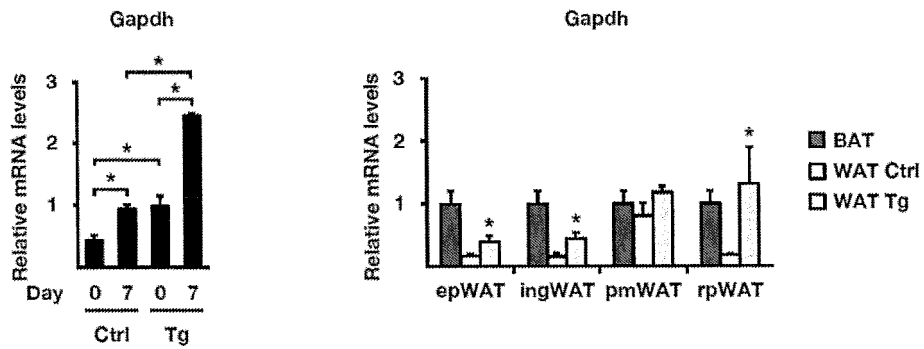 Gapdh
Relative mRNA levels
3
2
1
*
*
*
*
Day 0 7 0 7
Ctrl Tg
Gapdh
Relative mRNA levels
3
2
1
*
*
*
epWAT ingWAT pmWAT rpWAT
BAT
WAT Ctrl
WAT Tg